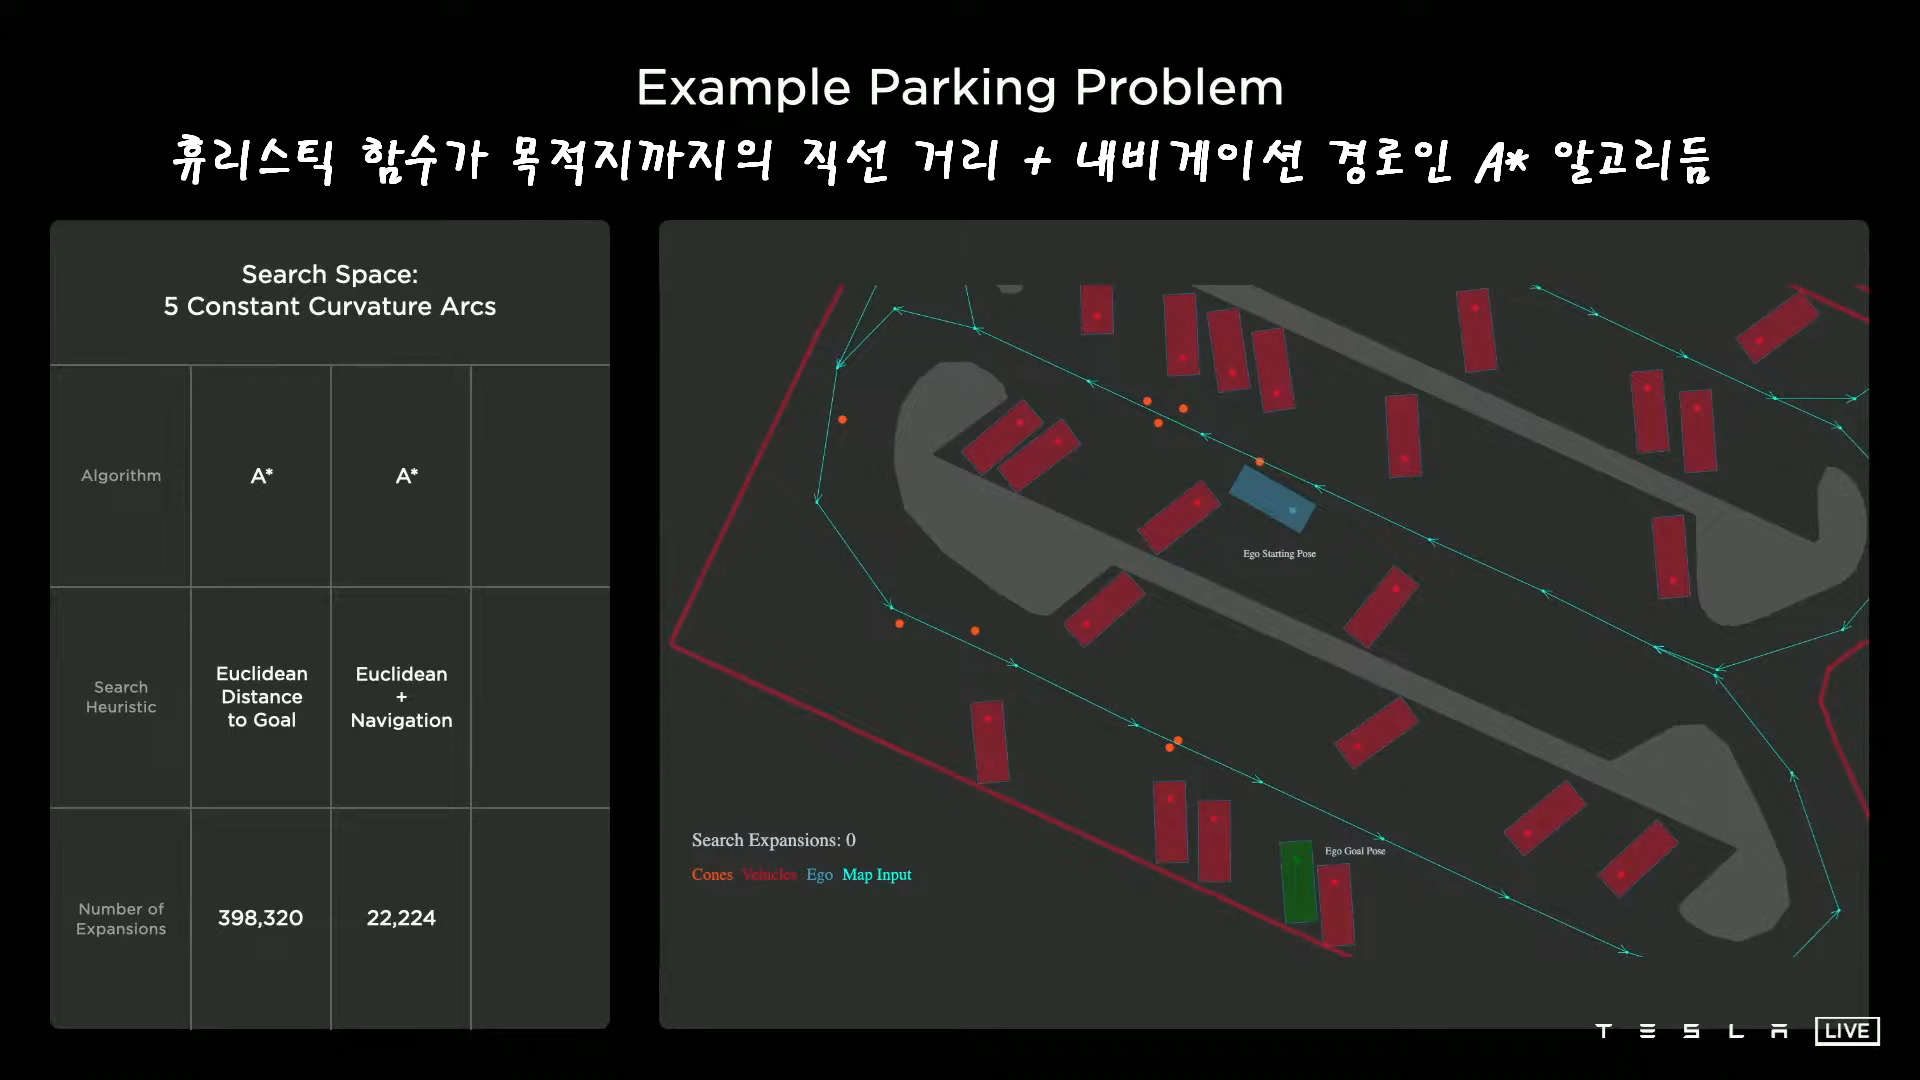 Example Parking Problem
휴리스틱 함수가 목적지까지의 직선 거리 + 내비게이션 경로인 A* 알고리듬
Search Space:
5 Constant Curvature Arcs
Algorithm
A*
A*
Search
Heuristic
Euclidean
Distance
to Goal
Euclidean
+
Navigation
Number of
Expansions
398,320
22,224
Ego Starting Pose
Ego Goal Pose
Search Expansions: 0
Cones Vehicles Ego Map Input
TESLA LIVE